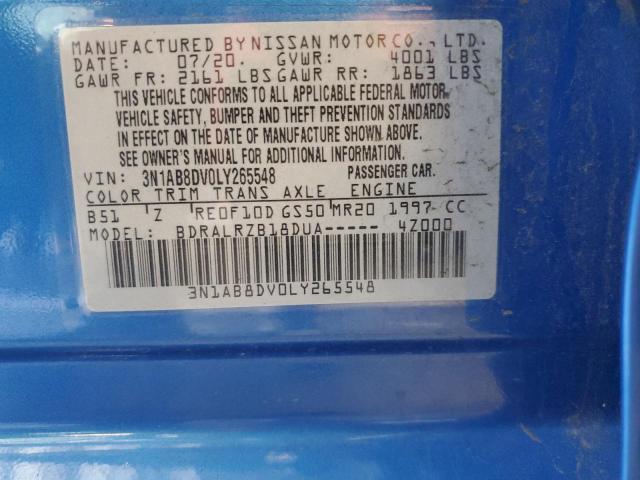 MANUFACTURED BY NISSAN MOTOR CO., LTD.
DATE: 07/20. GVWR: 4001 LBS
GAWR FR: 2161 LBS GAWR RR: 1863 LBS
THIS VEHICLE CONFORMS TO ALL APPLICABLE FEDERAL MOTOR
VEHICLE SAFETY, BUMPER AND THEFT PREVENTION STANDARDS
IN EFFECT ON THE DATE OF MANUFACTURE SHOWN ABOVE.
SEE OWNER'S MANUAL FOR ADDITIONAL INFORMATION.
VIN: 3N1AB8DV0LY265548 PASSENGER CAR.
COLOR TRIM TRANS AXLE ENGINE
B51 Z RE0F10D GS50 MR20 1997 CC
MODEL: BDRALRZB18DUA----- 4Z000
3N1AB8DV0LY265548